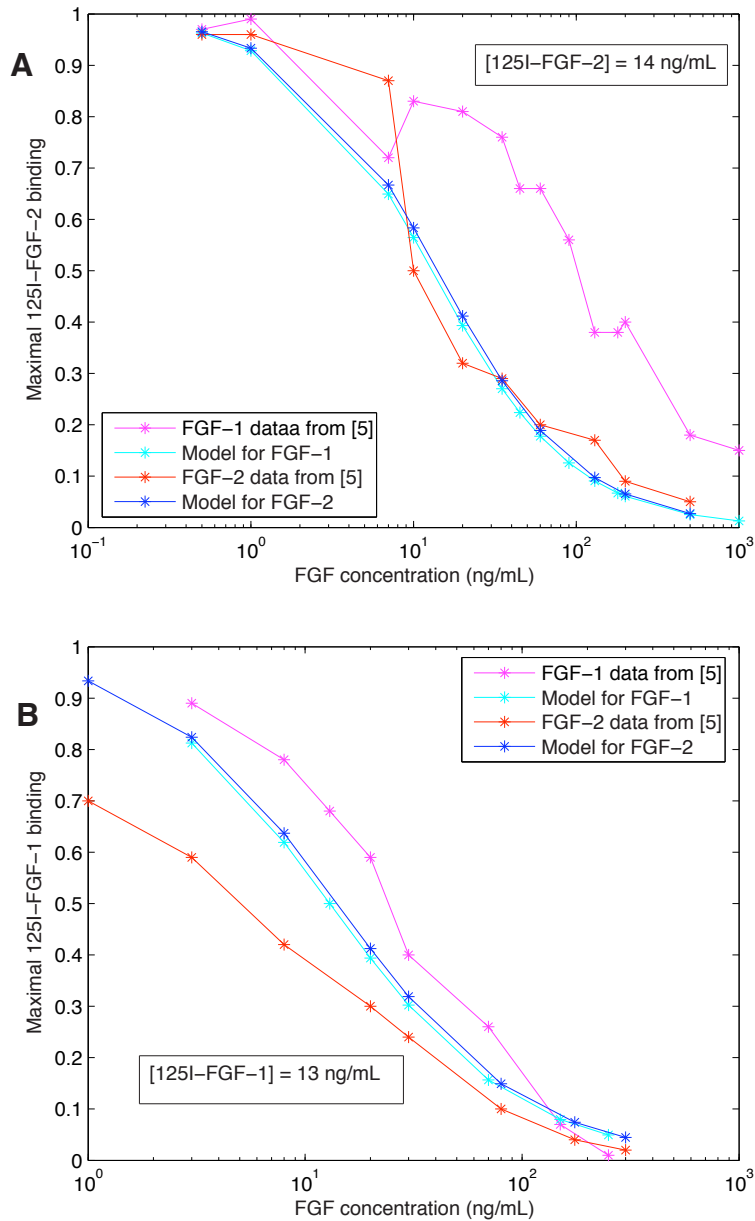 A
[125I-FGF-2] = 14 ng/mL
Maximal 125I-FGF-2 binding
1
0.9
0.8
0.7
0.6
0.5
0.4
0.3
0.2
0.1
0
FGF-1 dataa from [5]
Model for FGF-1
FGF-2 data from [5]
Model for FGF-2
10^-1
10^0
10^1
10^2
10^3
FGF concentration (ng/mL)
B
FGF-1 data from [5]
Model for FGF-1
FGF-2 data from [5]
Model for FGF-2
Maximal 125I-FGF-1 binding
1
0.9
0.8
0.7
0.6
0.5
0.4
0.3
0.2
0.1
0
[125I-FGF-1] = 13 ng/mL
10^0
10^1
10^2
10^3
FGF concentration (ng/mL)